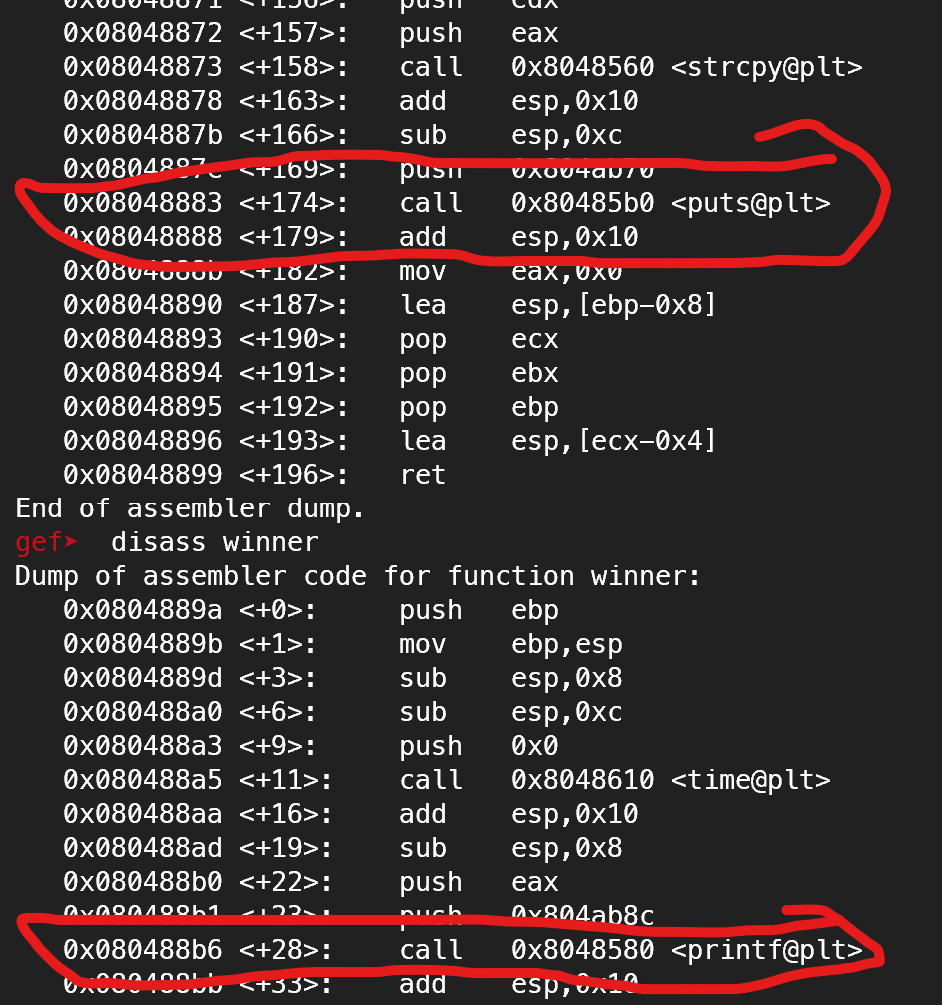 0x08048871 <+156>: push edx
0x08048872 <+157>: push eax
0x08048873 <+158>: call 0x8048560 <strcpy@plt>
0x08048878 <+163>: add esp,0x10
0x0804887b <+166>: sub esp,0xc
0x0804887e <+169>: push 0x804ab70
0x08048883 <+174>: call 0x80485b0 <puts@plt>
0x08048888 <+179>: add esp,0x10
0x0804888b <+182>: mov eax,0x0
0x08048890 <+187>: lea esp,[ebp-0x8]
0x08048893 <+190>: pop ecx
0x08048894 <+191>: pop ebx
0x08048895 <+192>: pop ebp
0x08048896 <+193>: lea esp,[ecx-0x4]
0x08048899 <+196>: ret
End of assembler dump.
gef➤ disass winner
Dump of assembler code for function winner:
0x0804889a <+0>: push ebp
0x0804889b <+1>: mov ebp,esp
0x0804889d <+3>: sub esp,0x8
0x080488a0 <+6>: sub esp,0xc
0x080488a3 <+9>: push 0x0
0x080488a5 <+11>: call 0x8048610 <time@plt>
0x080488aa <+16>: add esp,0x10
0x080488ad <+19>: sub esp,0x8
0x080488b0 <+22>: push eax
0x080488b1 <+23>: push 0x804ab8c
0x080488b6 <+28>: call 0x8048580 <printf@plt>
0x080488bb <+33>: add esp,0x10